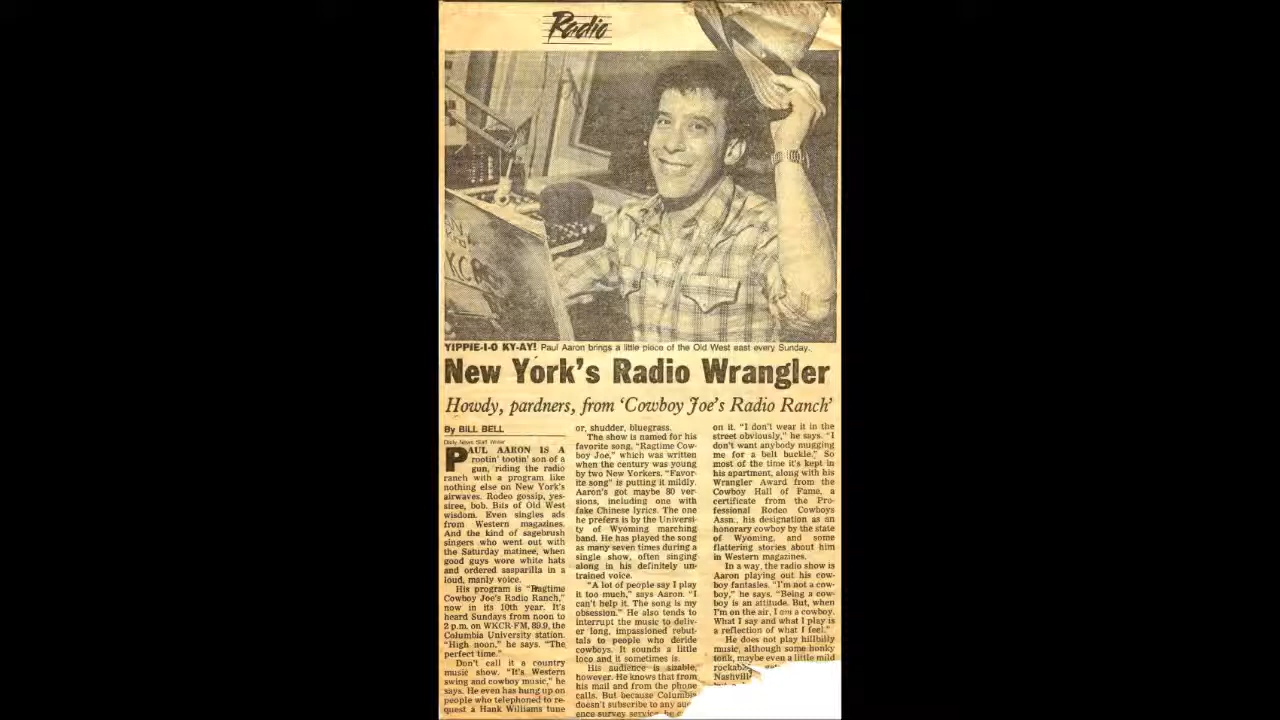 Radio
KCR
YIPPIE-I-O KY-AY! Paul Aaron brings a little piece of the Old West east every Sunday.
New York's Radio Wrangler
Howdy, pardners, from 'Cowboy Joe's Radio Ranch'
By BILL BELL
Daily News Staff Writer
PAUL AARON IS A
rootin' tootin' son of a
gun, riding the radio
ranch with a program like
nothing else on New York's
airwaves. Rodeo gossip, yes-
siree, bob. Bits of Old West
wisdom. Even singles ads
from Western magazines.
And the kind of sagebrush
singers who went out with
the Saturday matinee, when
good guys wore white hats
and ordered sasparilla in a
loud, manly voice.
His program is "Ragtime
Cowboy Joe's Radio Ranch,"
now in its 10th year. It's
heard Sundays from noon to
2 p.m. on WKCR-FM, 89.9, the
Columbia University station.
"High noon," he says. "The
perfect time."
Don't call it a country
music show. "It's Western
swing and cowboy music," he
says. He even has hung up on
people who telephoned to re-
quest a Hank Williams tune
or, shudder, bluegrass.
The show is named for his
favorite song, "Ragtime Cow-
boy Joe," which was written
when the century was young
by two New Yorkers. "Favor-
ite song" is putting it mildly.
Aaron's got maybe 80 ver-
sions, including one with
fake Chinese lyrics. The one
he prefers is by the Universi-
ty of Wyoming marching
band. He has played the song
as many seven times during a
single show, often singing
along in his definitely un-
trained voice.
"A lot of people say I play
it too much," says Aaron. "I
can't help it. The song is my
obsession." He also tends to
interrupt the music to deliv-
er long, impassioned rebut-
tals to people who deride
cowboys. It sounds a little
loco and it sometimes is.
His audience is sizable,
however. He knows that from
his mail and from the phone
calls. But because Columbia
doesn't subscribe to any
ence survey service, he
on it. "I don't wear it in the
street obviously," he says. "I
don't want anybody mugging
me for a belt buckle." So
most of the time it's kept in
his apartment, along with his
Wrangler Award from the
Cowboy Hall of Fame, a
certificate from the Pro-
fessional Rodeo Cowboys
Assn., his designation as an
honorary cowboy by the state
of Wyoming, and some
flattering stories about him
in Western magazines.
In a way, the radio show is
Aaron playing out his cow-
boy fantasies. "I'm not a cow-
boy," he says. "Being a cow-
boy is an attitude. But, when
I'm on the air, I am a cowboy.
What I say and what I play is
a reflection of what I feel."
He does not play hillbilly
music, although some honky
tonk, maybe even a little mild